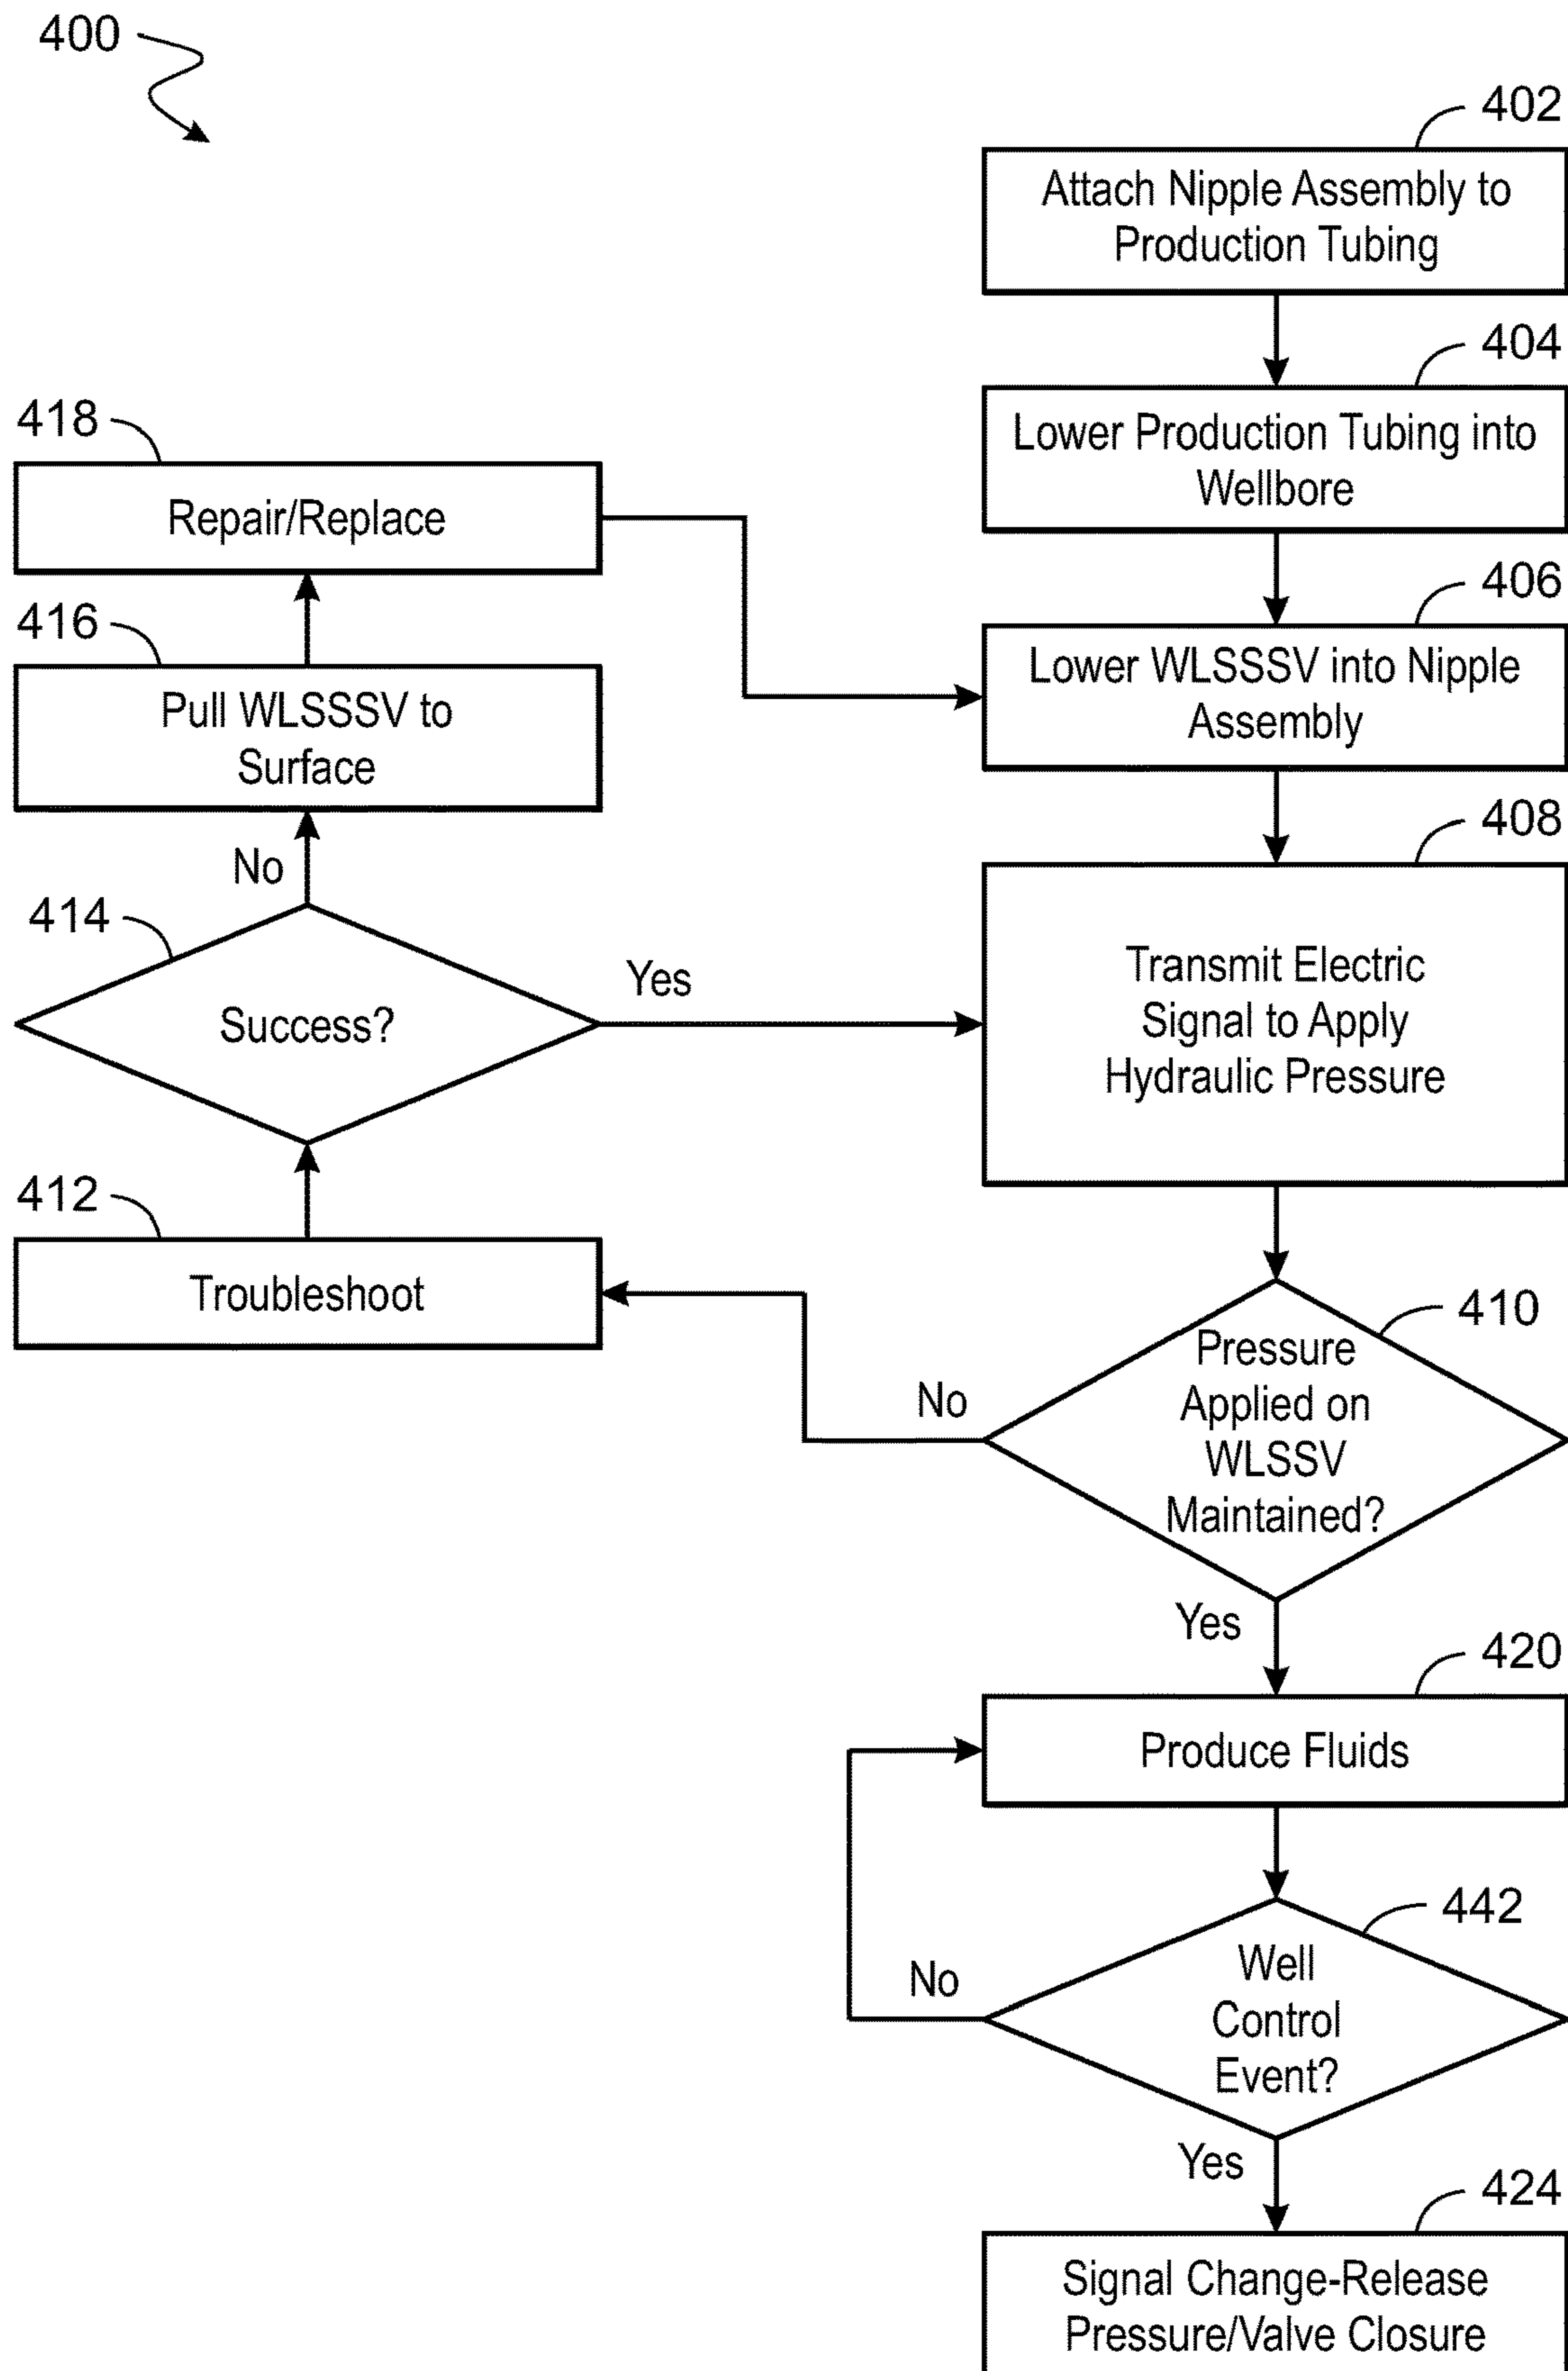 400
402
Attach Nipple Assembly to
Production Tubing
404
Lower Production Tubing into
Wellbore
418
Repair/Replace
406
Lower WLSSSV into Nipple
Assembly
416
Pull WLSSSV to
Surface
No
408
Transmit Electric
Signal to Apply
Hydraulic Pressure
414
Success?
Yes
412
Troubleshoot
410
Pressure
Applied on
WLSSV
Maintained?
No
Yes
420
Produce Fluids
442
Well
Control
Event?
No
Yes
424
Signal Change-Release
Pressure/Valve Closure